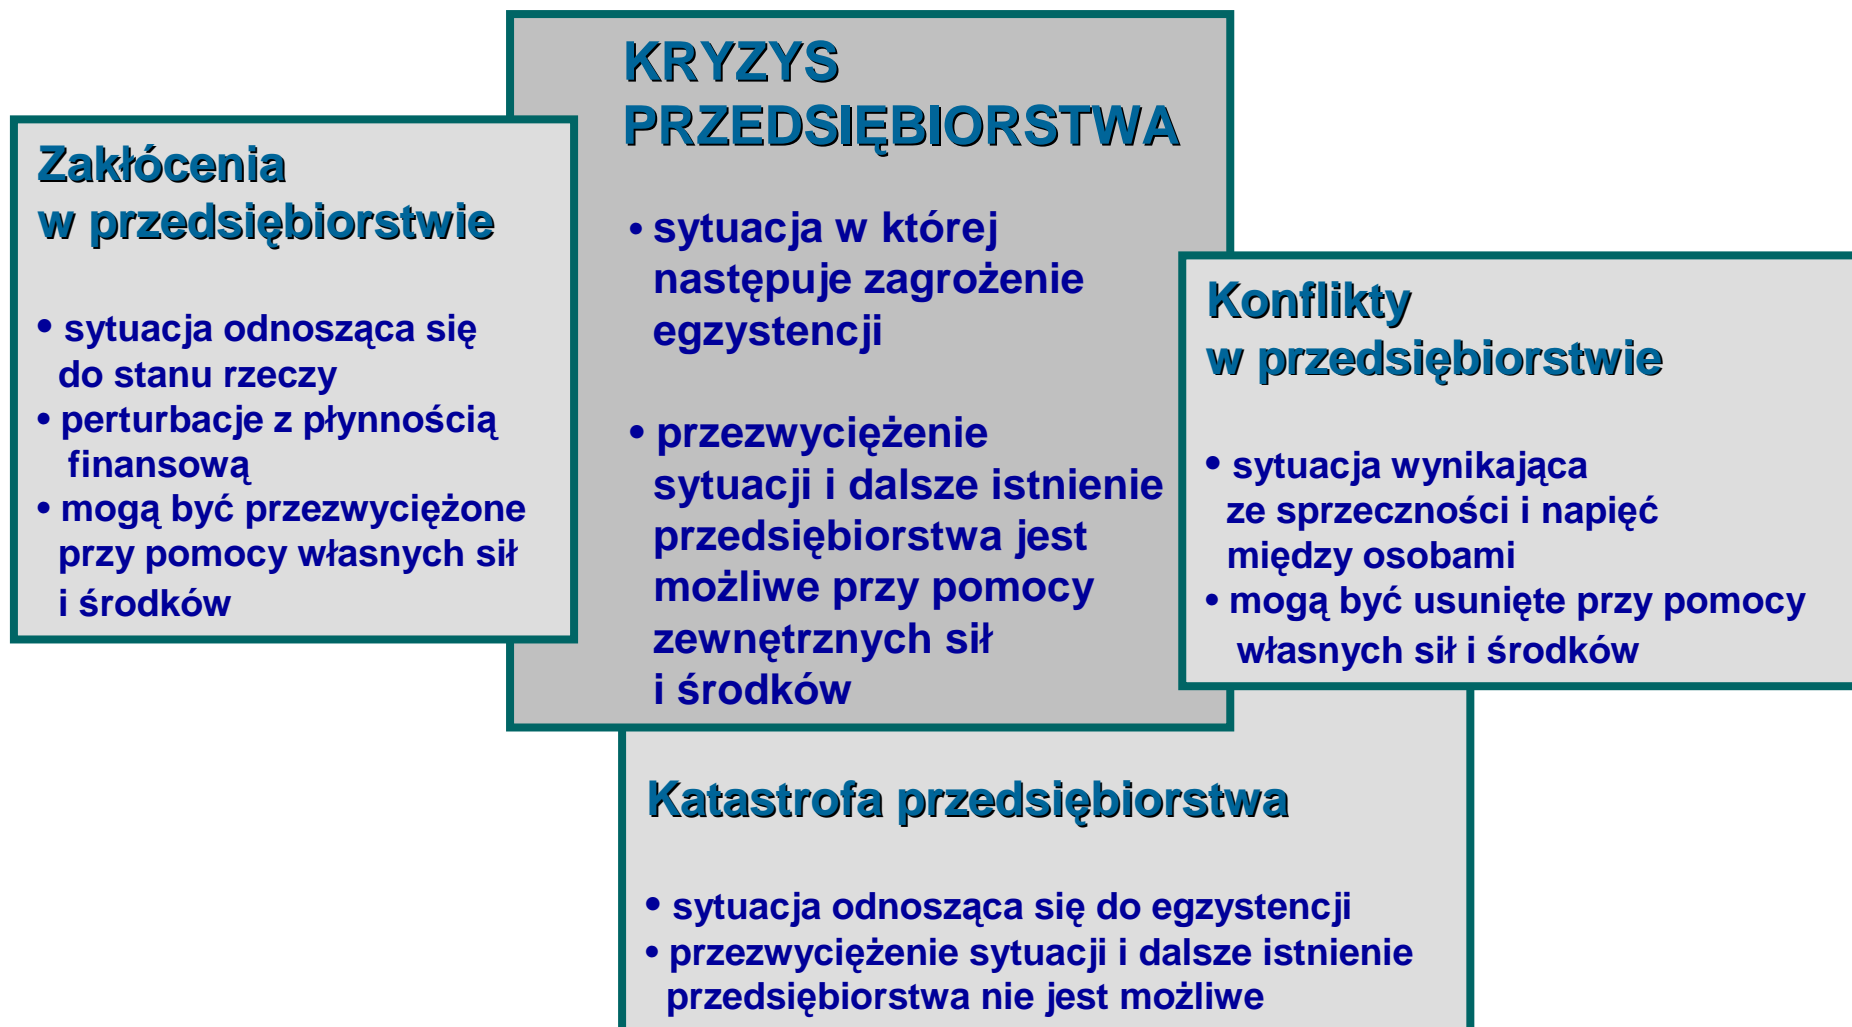 KRYZYS
PRZEDSIĘBIORSTWA
• sytuacja w której
następuje zagrożenie
egzystencji
• przezwyciężenie
sytuacji i dalsze istnienie
przedsiębiorstwa jest
możliwe przy pomocy
zewnętrznych sił
i środków
Zakłócenia
w przedsiębiorstwie
• sytuacja odnosząca się
do stanu rzeczy
• perturbacje z płynnością
finansową
• mogą być przezwyciężone
przy pomocy własnych sił
i środków
Konflikty
w przedsiębiorstwie
• sytuacja wynikająca
ze sprzeczności i napięć
między osobami
• mogą być usunięte przy pomocy
własnych sił i środków
Katastrofa przedsiębiorstwa
• sytuacja odnosząca się do egzystencji
• przezwyciężenie sytuacji i dalsze istnienie
przedsiębiorstwa nie jest możliwe